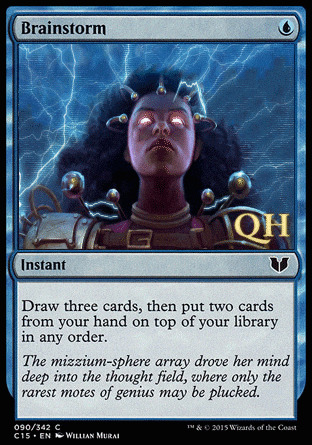 Brainstorm
QH
Instant
Draw three cards, then put two cards
from your hand on top of your library
in any order.
The mizzium-sphere array drove her mind
deep into the thought field, where only the
rarest motes of genius may be plucked.
090/342 C
C15 • EN Willian Murai
™ & © 2015 Wizards of the Coast